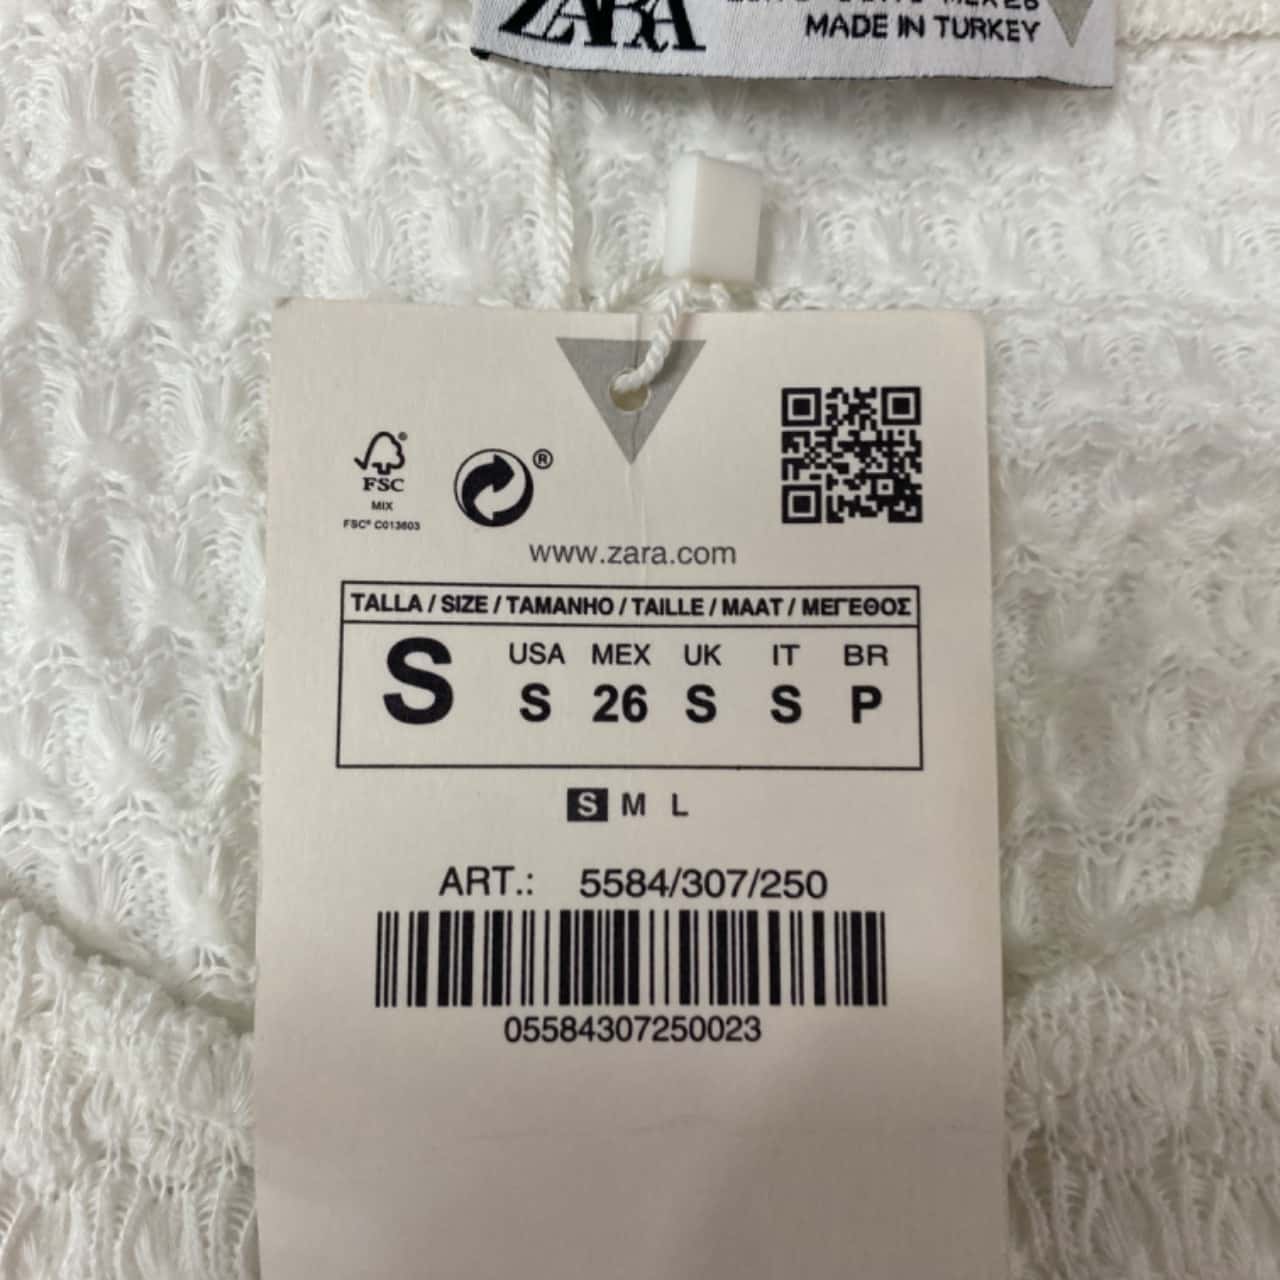 ZARA
MADE IN TURKEY
FSC
MIX
FSC® C013603
®
www.zara.com
TALLA / SIZE / TAMANHO / TAILLE / MAAT / ΜΕΓΕΘΟΣ
S USA MEX UK IT BR
S 26 S S P
S M L
ART.: 5584/307/250
05584307250023